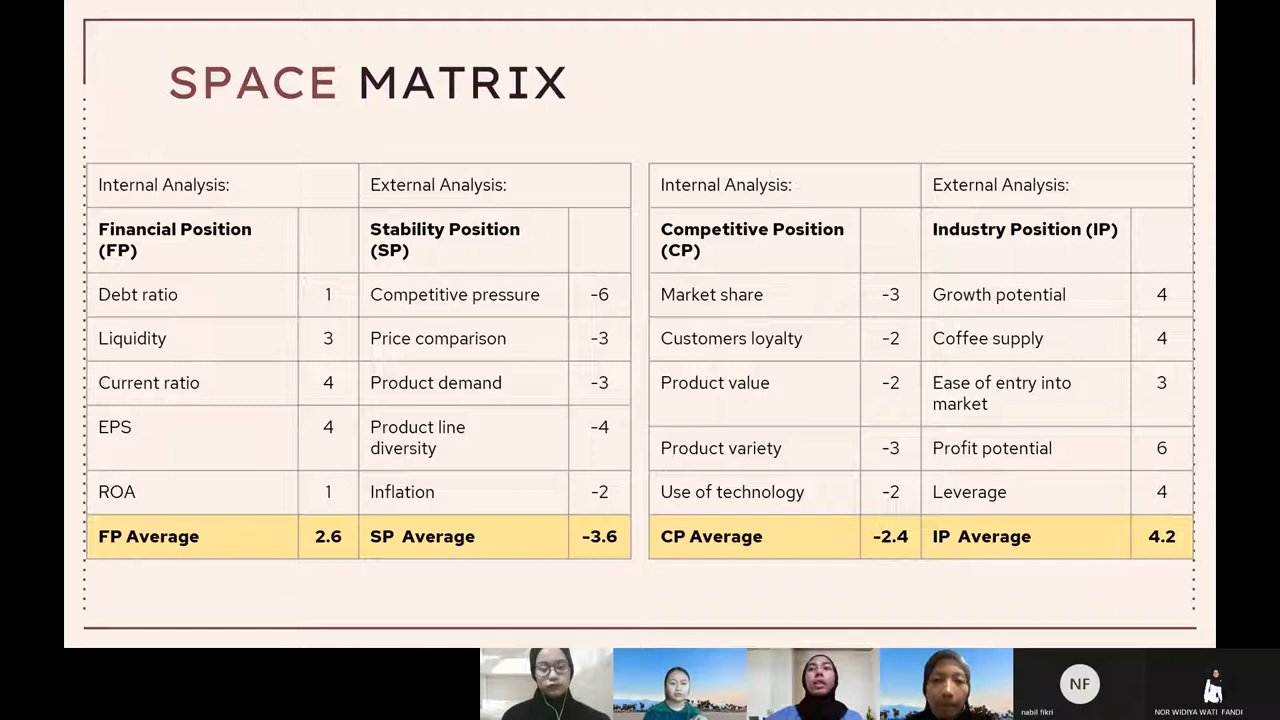 SPACE MATRIX
Internal Analysis:
External Analysis:
Financial Position
(FP)
Stability Position
(SP)
Debt ratio 1 Competitive pressure -6
Liquidity 3 Price comparison -3
Current ratio 4 Product demand -3
EPS 4 Product line
diversity -4
ROA 1 Inflation -2
FP Average 2.6 SP Average -3.6
Internal Analysis:
External Analysis:
Competitive Position
(CP)
Industry Position (IP)
Market share -3 Growth potential 4
Customers loyalty -2 Coffee supply 4
Product value -2 Ease of entry into
market 3
Product variety -3 Profit potential 6
Use of technology -2 Leverage 4
CP Average -2.4 IP Average 4.2
NF
nabil fikri
NOR WIDIYA WATI FANDI